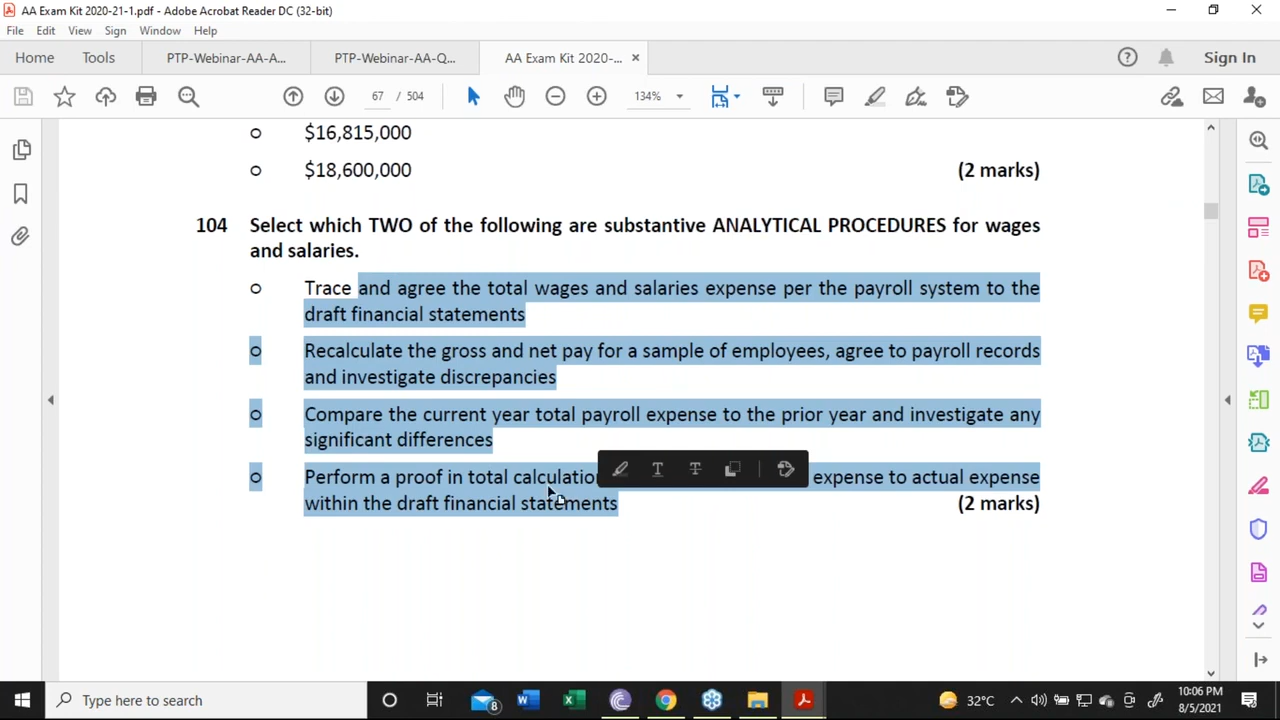 AA Exam Kit 2020-21-1.pdf - Adobe Acrobat Reader DC (32-bit)
File Edit View Sign Window Help
Home Tools PTP-Webinar-AA-A... PTP-Webinar-AA-Q... AA Exam Kit 2020-... Sign In
67 / 504 134%
$16,815,000
$18,600,000 (2 marks)
104 Select which TWO of the following are substantive ANALYTICAL PROCEDURES for wages
and salaries.
Trace and agree the total wages and salaries expense per the payroll system to the
draft financial statements
Recalculate the gross and net pay for a sample of employees, agree to payroll records
and investigate discrepancies
Compare the current year total payroll expense to the prior year and investigate any
significant differences
Perform a proof in total calculation expense to actual expense
within the draft financial statements (2 marks)
Type here to search
8
32°C
10:06 PM
8/5/2021